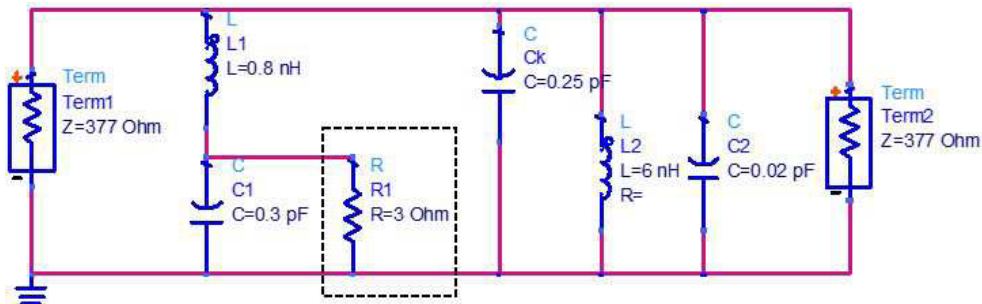 Term
Term1
Z=377 Ohm
L
L1
L=0.8 nH
C
C1
C=0.3 pF
R
R1
R=3 Ohm
C
Ck
C=0.25 pF
L
L2
L=6 nH
R=
C
C2
C=0.02 pF
Term
Term2
Z=377 Ohm